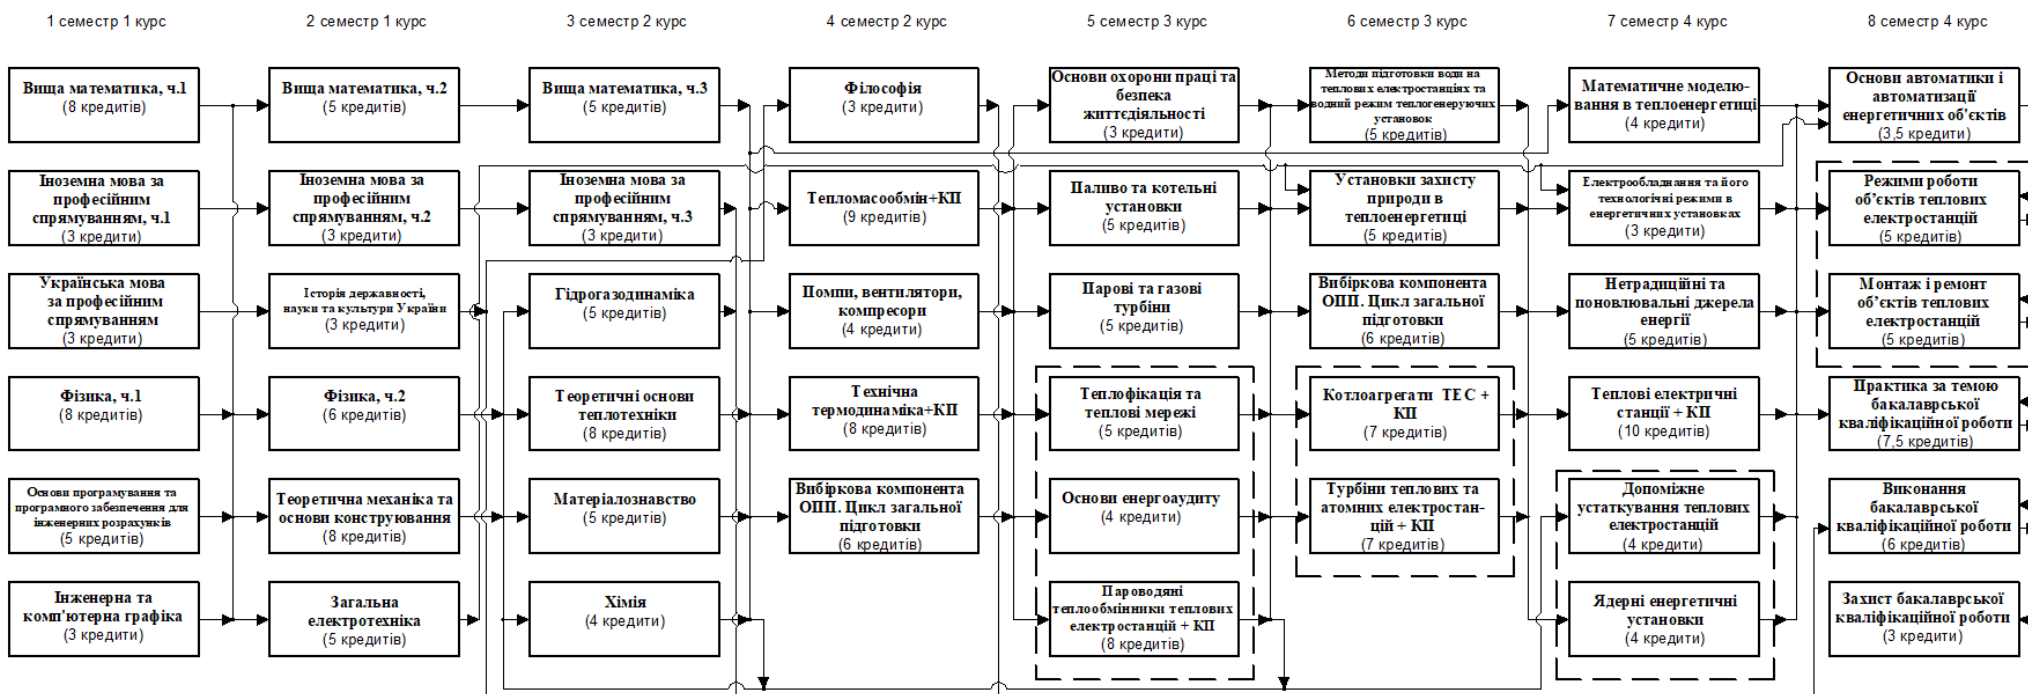 1 семестр 1 курс
2 семестр 1 курс
3 семестр 2 курс
4 семестр 2 курс
5 семестр 3 курс
6 семестр 3 курс
7 семестр 4 курс
8 семестр 4 курс
Вища математика, ч.1
(8 кредитів)
Іноземна мова за
професійним
спрямуванням, ч.1
(3 кредити)
Українська мова
за професійним
спрямуванням
(3 кредити)
Фізика, ч.1
(8 кредитів)
Основи програмування та
програмного забезпечення для
інженерних розрахунків
(5 кредитів)
Інженерна та
комп'ютерна графіка
(3 кредити)
Вища математика, ч.2
(5 кредитів)
Іноземна мова за
професійним
спрямуванням, ч.2
(3 кредити)
Історія державності,
науки та культури України
(3 кредити)
Фізика, ч.2
(6 кредитів)
Теоретична механіка та
основи конструювання
(8 кредитів)
Загальна
електротехніка
(5 кредитів)
Вища математика, ч.3
(5 кредитів)
Іноземна мова за
професійним
спрямуванням, ч.3
(3 кредити)
Гідрогазодинаміка
(5 кредитів)
Теоретичні основи
теплотехніки
(8 кредитів)
Матеріалознавство
(5 кредитів)
Хімія
(4 кредити)
Філософія
(3 кредити)
Тепломасообмін+КП
(9 кредитів)
Помпи, вентилятори,
компресори
(4 кредити)
Технічна
термодинаміка+КП
(8 кредитів)
Вибіркова компонента
ОПП. Цикл загальної
підготовки
(6 кредитів)
Основи охорони праці та
безпека
життєдіяльності
(3 кредити)
Паливо та котельні
установки
(5 кредитів)
Парові та газові
турбіни
(5 кредитів)
Теплофікація та
теплові мережі
(5 кредитів)
Основи енергоаудиту
(4 кредити)
Пароводяні
теплообмінники теплових
електростанцій + КП
(8 кредитів)
Методи підготовки води на
теплових електростанціях та
водний режим теплогенеруючих
установок
(5 кредитів)
Установки захисту
природи в
теплоенергетиці
(5 кредитів)
Вибіркова компонента
ОПП. Цикл загальної
підготовки
(6 кредитів)
Котлоагрегати ТЕС +
КП
(7 кредитів)
Турбіни теплових та
атомних електростан-
цій + КП
(7 кредитів)
Математичне моделю-
вання в теплоенергетиці
(4 кредити)
Електрообладнання та його
технологічні режими в
енергетичних установках
(3 кредити)
Нетрадиційні та
поновлювальні джерела
енергії
(5 кредитів)
Теплові електричні
станції + КП
(10 кредитів)
Допоміжне
устаткування теплових
електростанцій
(4 кредити)
Ядерні енергетичні
установки
(4 кредити)
Основи автоматики і
автоматизації
енергетичних об'єктів
(3,5 кредити)
Режими роботи
об’єктів теплових
електростанцій
(5 кредитів)
Монтаж і ремонт
об’єктів теплових
електростанцій
(5 кредитів)
Практика за темою
бакалаврської
кваліфікаційної роботи
(7,5 кредитів)
Виконання
бакалаврської
кваліфікаційної роботи
(6 кредитів)
Захист бакалаврської
кваліфікаційної роботи
(3 кредити)